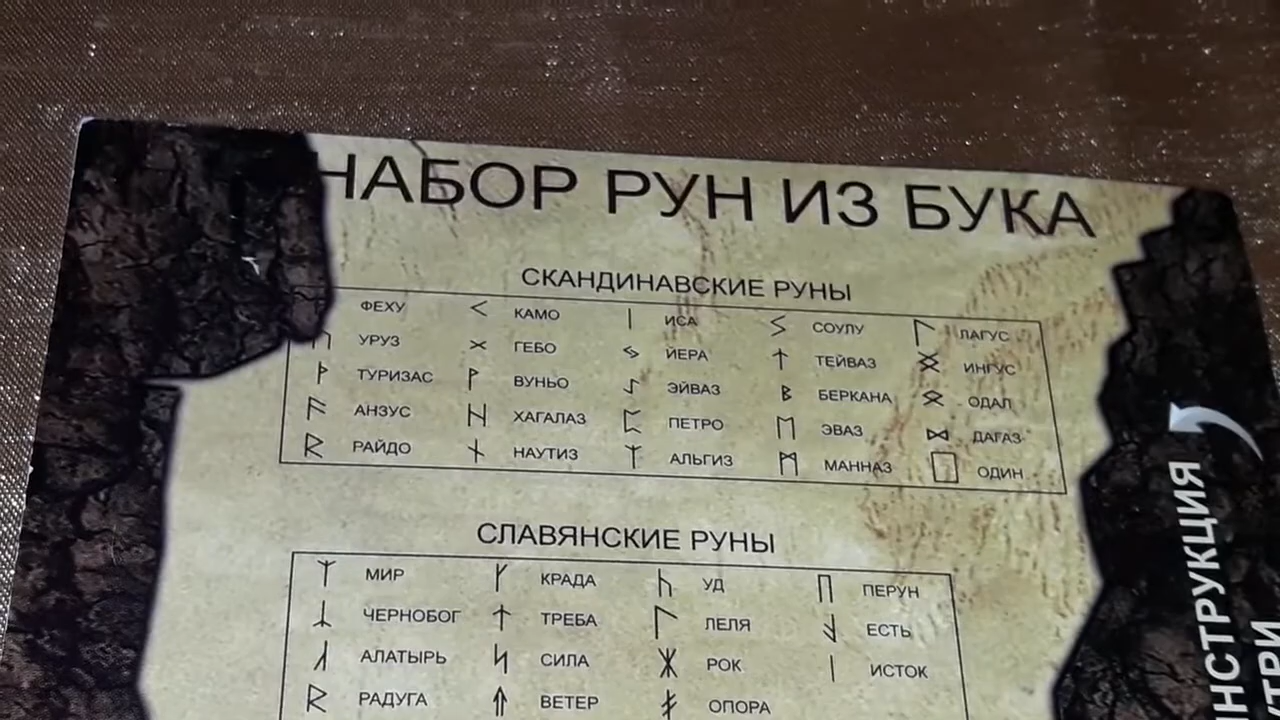 НАБОР РУН ИЗ БУКА
СКАНДИНАВСКИЕ РУНЫ
ФЕХУ ᚲ КАМО ᛁ ИСА ᛊ СОУЛУ ᛚ ЛАГУС
ᚢ УРУЗ ᚷ ГЕБО ᛃ ЙЕРА ᛏ ТЕЙВАЗ ᛝ ИНГУС
ᚦ ТУРИЗАС ᚹ ВУНЬО ᛇ ЭЙВАЗ ᛒ БЕРКАНА ᛟ ОДАЛ
ᚨ АНЗУС ᚺ ХАГАЛАЗ ᛈ ПЕТРО ᛖ ЭВАЗ ᛞ ДАГАЗ
ᚱ РАЙДО ᚾ НАУТИЗ ᛉ АЛЬГИЗ ᛗ МАННАЗ ОДИН
СЛАВЯНСКИЕ РУНЫ
МИР КРАДА УД ПЕРУН
ЧЕРНОБОГ ТРЕБА ЛЕЛЯ ЕСТЬ
АЛАТЫРЬ СИЛА РОК ИСТОК
РАДУГА ВЕТЕР ОПОРА
НСТРУКЦИЯ
УТРИ